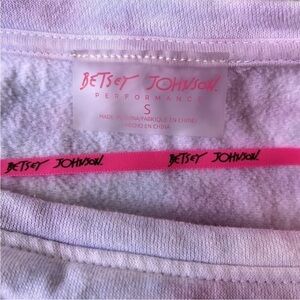 BETSEY JOHNSON.
PERFORMANCE
S
MADE IN CHINA/FABRIQUÉ EN CHINE/
HECHO EN CHINA
BETSEY JOHNSON. BETSEY JOHNSON.